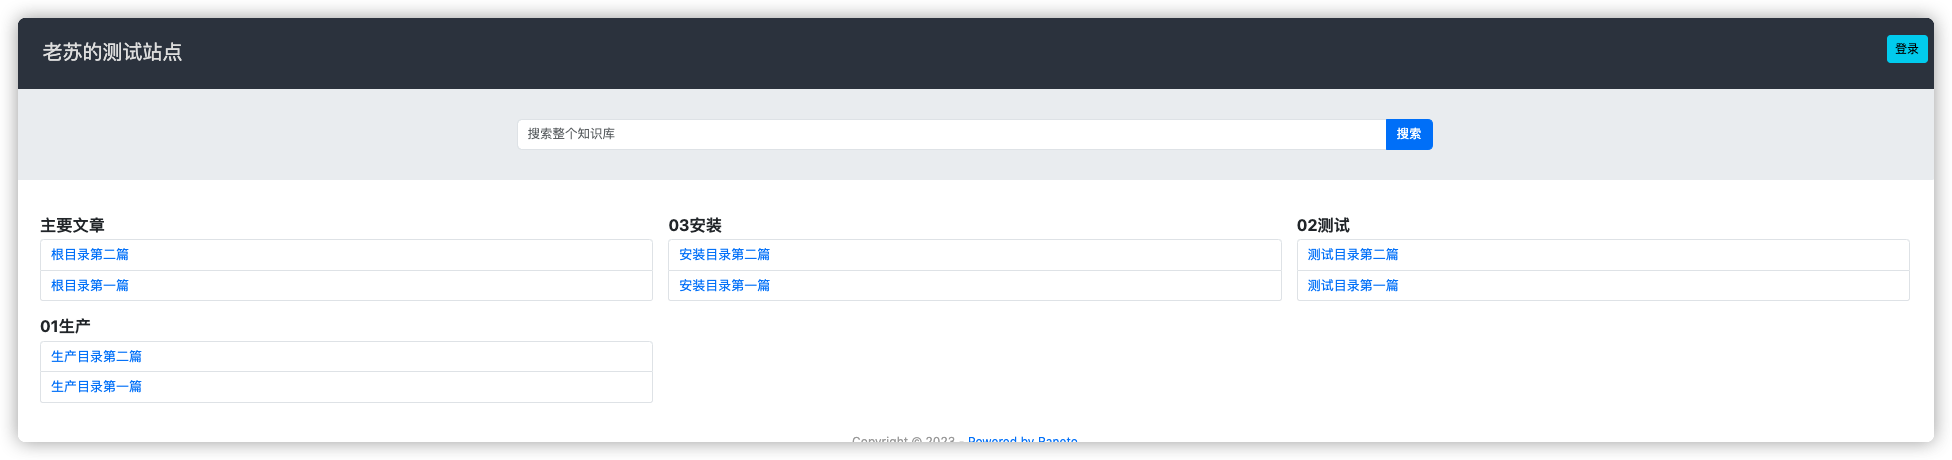 老苏的测试站点
登录
搜索整个知识库
搜索
主要文章
根目录第二篇
根目录第一篇
03安装
安装目录第二篇
安装目录第一篇
02测试
测试目录第二篇
测试目录第一篇
01生产
生产目录第二篇
生产目录第一篇
Copyright © 2023 - Powered by Raneto